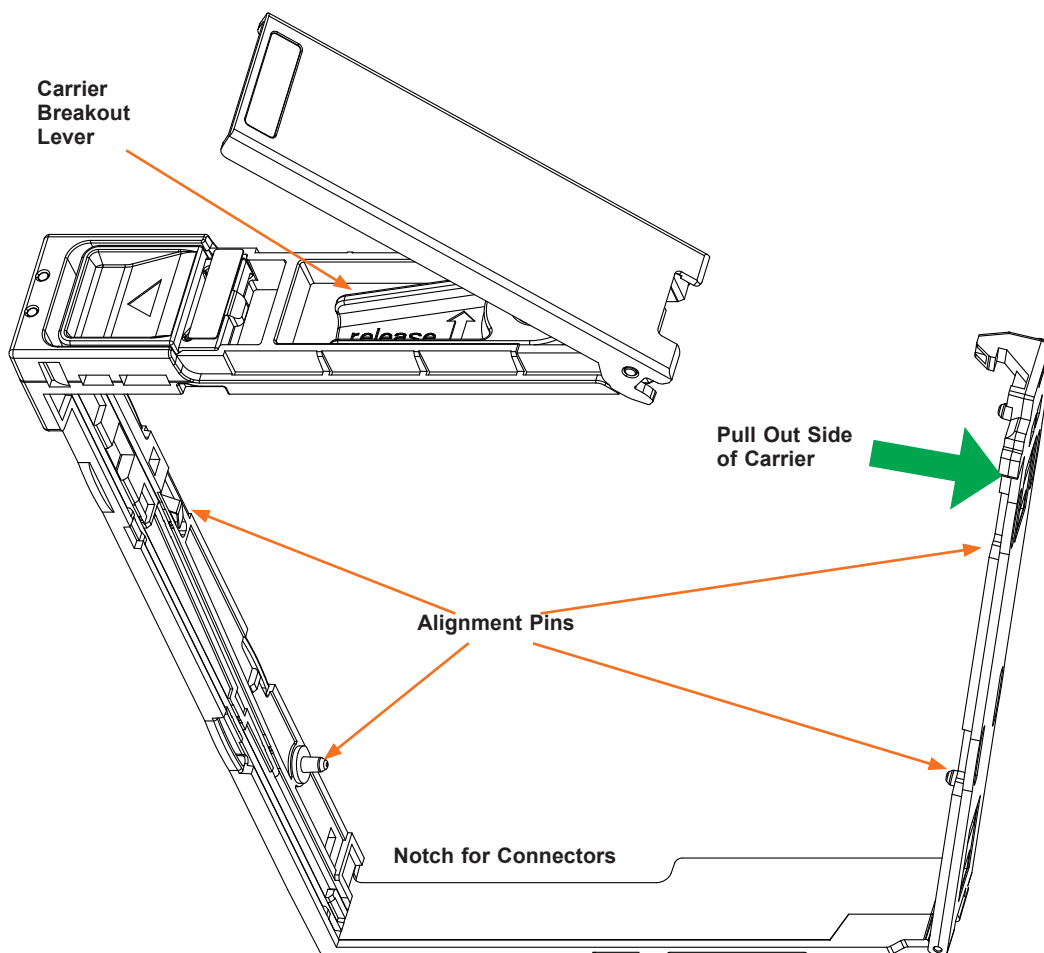 Carrier
Breakout
Lever
release
Pull Out Side
of Carrier
Alignment Pins
Notch for Connectors